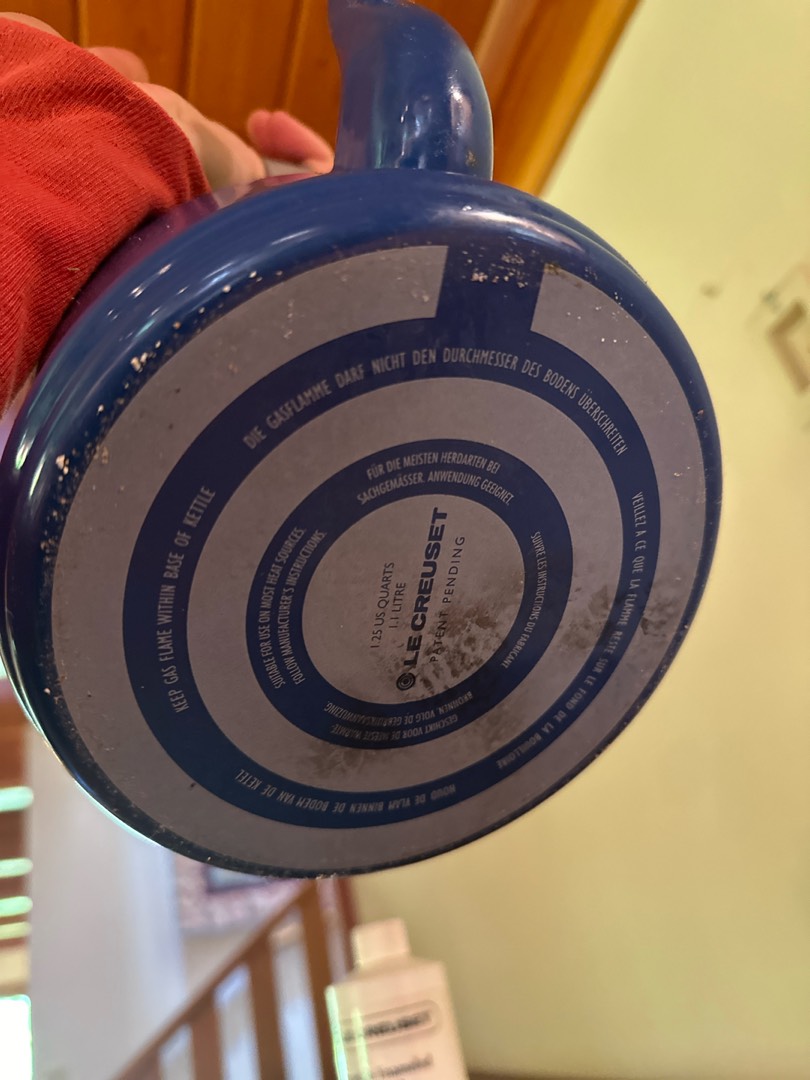 DIE GASFLAMME DARF NICHT DEN DURCHMESSER DES BODENS UBERSCHREITEN
VEILLEZ A CE QUE LA FLAMME RESTE SUR LE FOND DE LA BOUILLOIRE
HOUD DE VLAM BINNEN DE BODEM VAN DE KETEL
KEEP GAS FLAME WITHIN BASE OF KETTLE
FÜR DIE MEISTEN HERDARTEN BEI
SACHGEMÄSSER. ANWENDUNG GEEIGNET.
SUIVRE LES INSTRUCTIONS DU FABRICANT
GESCHIKT VOOR DE MEESTE WARMTE-
BRONNEN. VOLG DE GEBRUIKSAANWIJZING
SUITABLE FOR USE ON MOST HEAT SOURCES.
FOLLOW MANUFACTURER'S INSTRUCTIONS.
1.25 US QUARTS
1.1 LITRE
LE CREUSET
PATENT PENDING